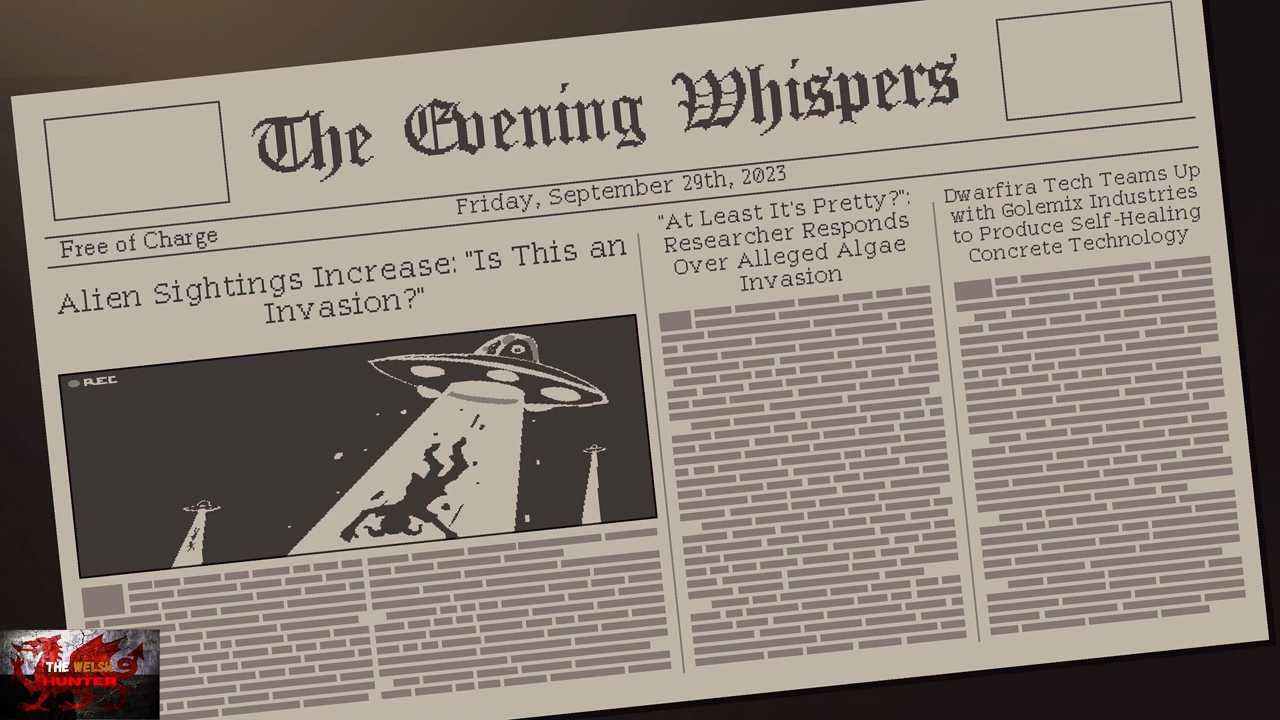 The Evening Whispers
Friday, September 29th, 2023
Free of Charge
Alien Sightings Increase: "Is This an
Invasion?"
REC
"At Least It's Pretty?":
Researcher Responds
Over Alleged Algae
Invasion
Dwarfira Tech Teams Up
with Golemix Industries
to Produce Self-Healing
Concrete Technology
THE WELSH
HUNTER